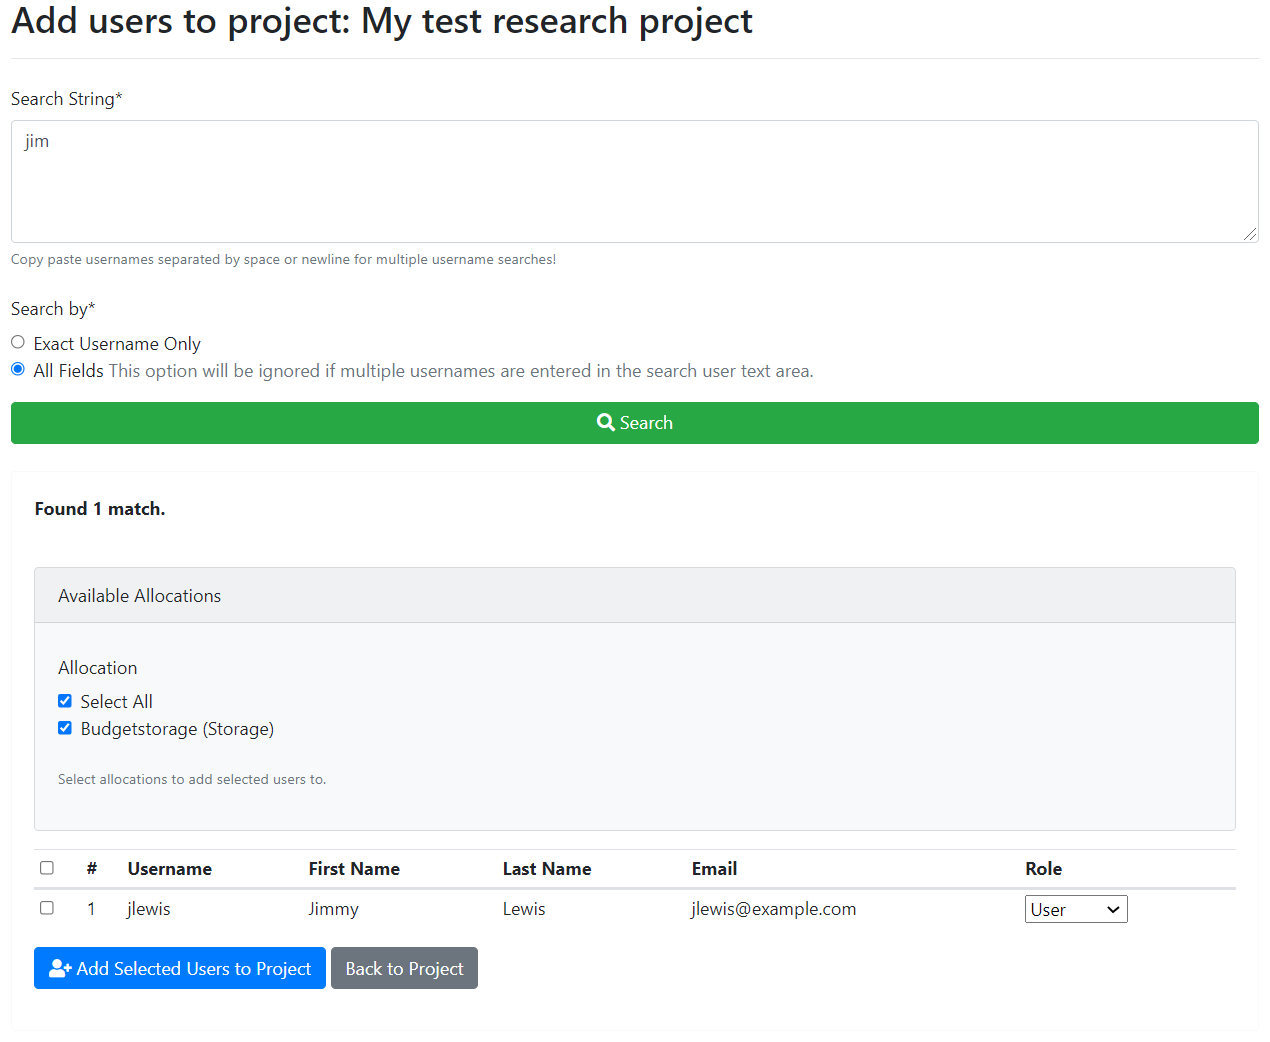 Add users to project: My test research project
Search String*
jim
Copy paste usernames separated by space or newline for multiple username searches!
Search by*
Exact Username Only
All Fields This option will be ignored if multiple usernames are entered in the search user text area.
Search
Found 1 match.
Available Allocations
Allocation
Select All
Budgetstorage (Storage)
Select allocations to add selected users to.
# Username First Name Last Name Email Role
1 jlewis Jimmy Lewis jlewis@example.com User
Add Selected Users to Project Back to Project